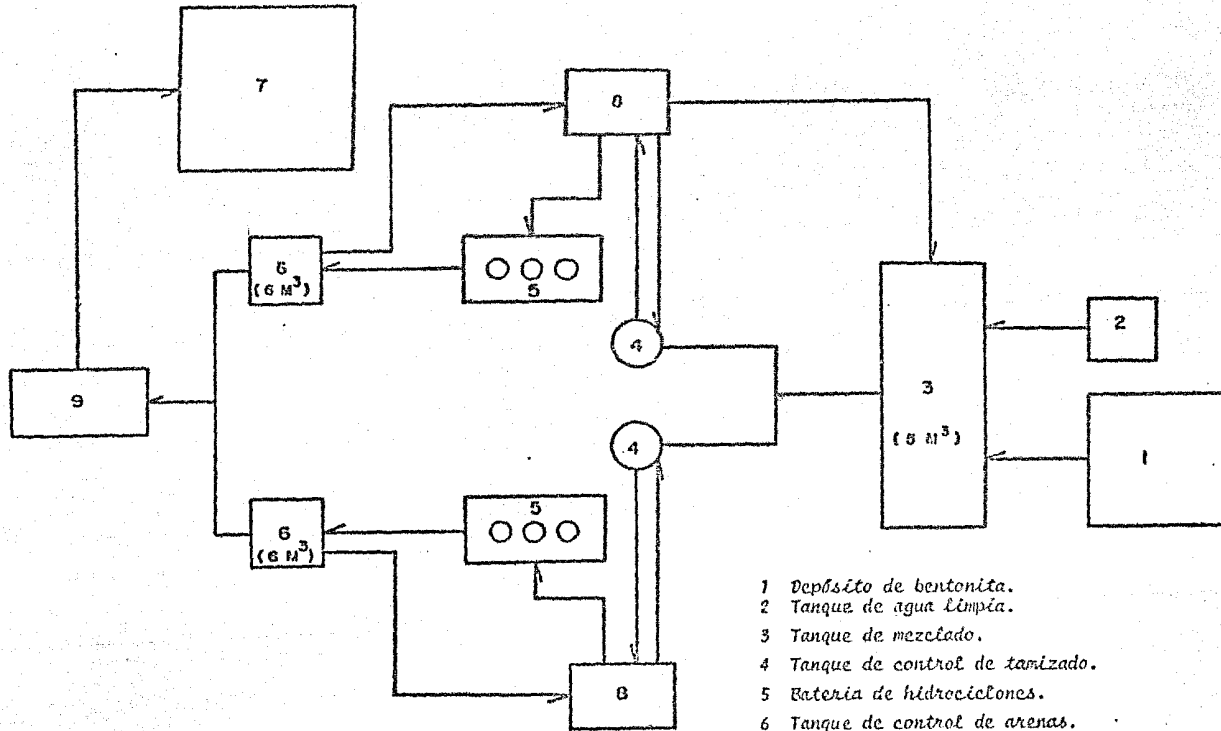 7
8
6
(6 M³)
5
4
2
9
3
(5 M³)
4
1
5
6
(6 M³)
8
1 Depósito de bentonita.
2 Tanque de agua limpia.
3 Tanque de mezclado.
4 Tanque de control de tamizado.
5 Batería de hidrociclones.
6 Tanque de control de arenas.